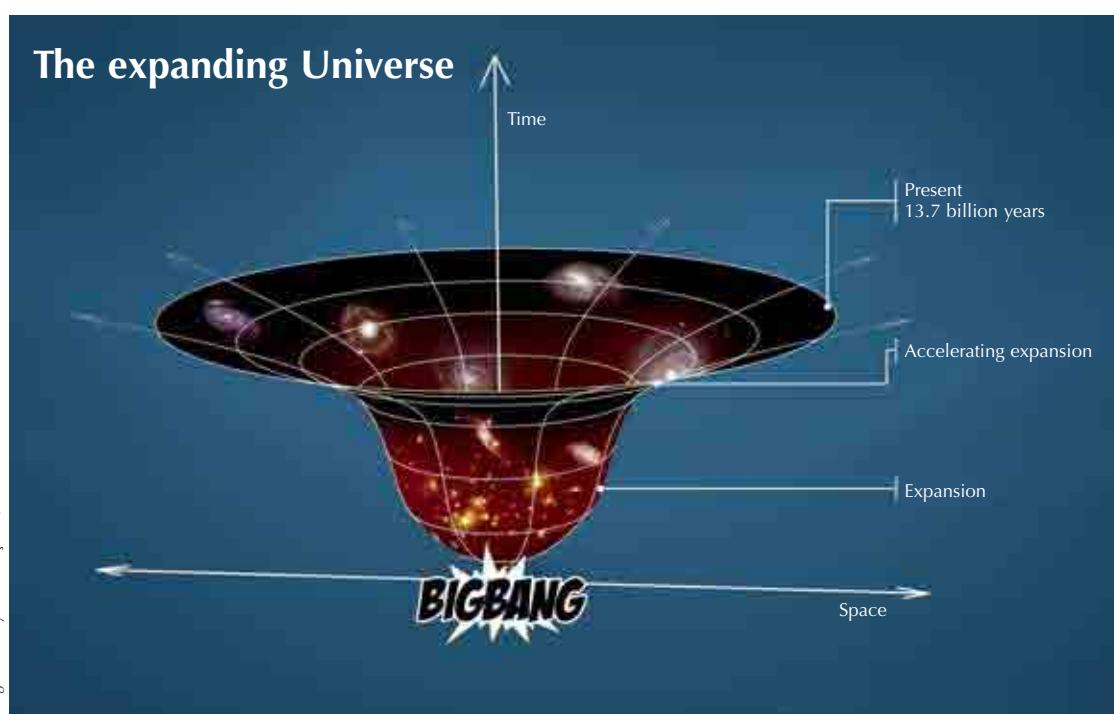 The expanding Universe
Time
Present
13.7 billion years
Accelerating expansion
Expansion
BIGBANG
Space